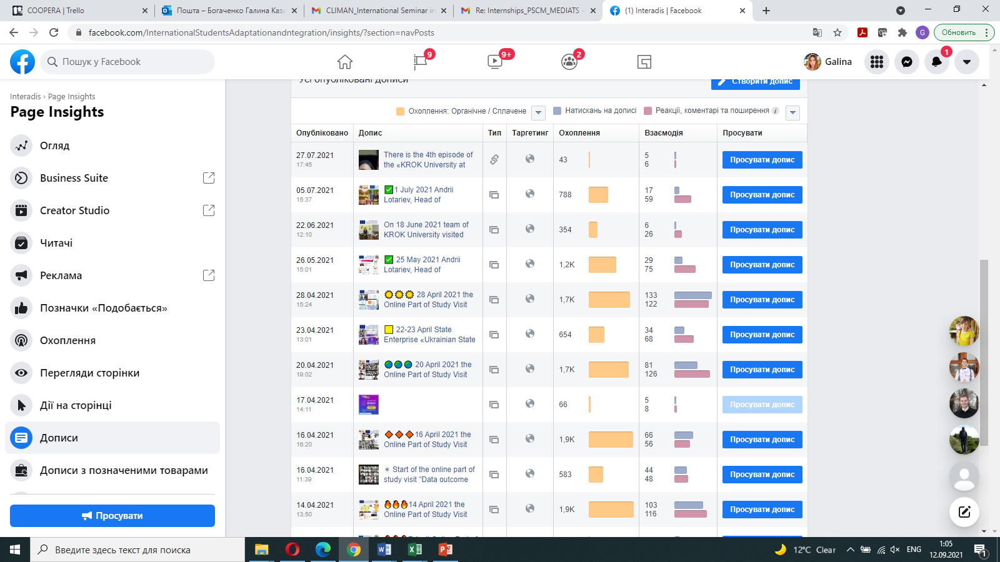 COOPERA | Trello
Пошта – Богаченко Галина Кази
CLIMAN_International Seminar in
Re: Internships_PSCM_MEDIATS -
(1) Interadis | Facebook
facebook.com/InternationalStudentsAdaptationandntegration/insights/?section=navPosts
G
Обновить
Пошук у Facebook
9
9+
2
Galina
1
Interadis › Page Insights
Page Insights
Огляд
Business Suite
Creator Studio
Читачі
Реклама
Позначки «Подобається»
Охоплення
Перегляди сторінки
Дії на сторінці
Дописи
Дописи з позначеними товарами
Просувати
Усі опубліковані дописи
Створити допис
Охоплення: Органічне / Сплачене
Натискань на дописі
Реакції, коментарі та поширення
Опубліковано Допис Тип Таргетинг Охоплення Взаємодія Просувати
27.07.2021
17:45
There is the 4th episode of
the «KROK University at
43
5
6
Просувати допис
05.07.2021
15:37
✅1 July 2021 Andrii
Lotariev, Head of
788
17
59
Просувати допис
22.06.2021
12:10
On 18 June 2021 team of
KROK University visited
354
6
26
Просувати допис
26.05.2021
15:01
✅ 25 May 2021 Andrii
Lotariev, Head of
1,2K
29
75
Просувати допис
28.04.2021
15:24
28 April 2021 the
Online Part of Study Visit
1,7K
133
122
Просувати допис
23.04.2021
13:01
22-23 April State
Enterprise «Ukrainian State
654
34
68
Просувати допис
20.04.2021
19:02
20 April 2021 the
Online Part of Study Visit
1,7K
81
126
Просувати допис
17.04.2021
14:11
66
5
8
Просувати допис
16.04.2021
16:20
16 April 2021 the
Online Part of Study Visit
1,9K
66
56
Просувати допис
16.04.2021
11:39
✴ Start of the online part of
study visit "Data outcome
583
44
48
Просувати допис
14.04.2021
13:50
🔥🔥🔥14 April 2021 the
Online Part of Study Visit
1,9K
103
116
Просувати допис
Введите здесь текст для поиска
12°C Clear
ENG
1:05
12.09.2021
1